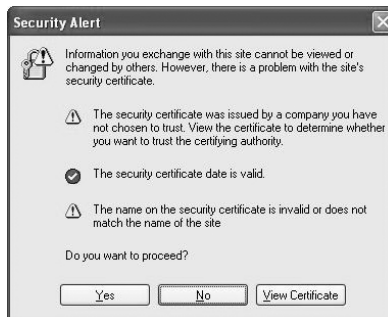 Security Alert
Information you exchange with this site cannot be viewed or
changed by others. However, there is a problem with the site's
security certificate.
The security certificate was issued by a company you have
not chosen to trust. View the certificate to determine whether
you want to trust the certifying authority.
The security certificate date is valid.
The name on the security certificate is invalid or does not
match the name of the site
Do you want to proceed?
Yes
No
View Certificate